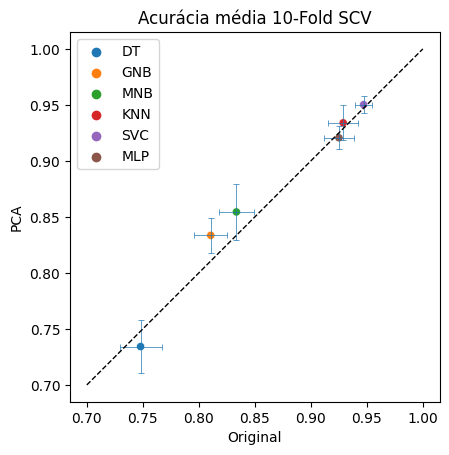 Acurácia média 10-Fold SCV
DT
GNB
MNB
KNN
SVC
MLP
PCA
1.00
0.95
0.90
0.85
0.80
0.75
0.70
0.70 0.75 0.80 0.85 0.90 0.95 1.00
Original